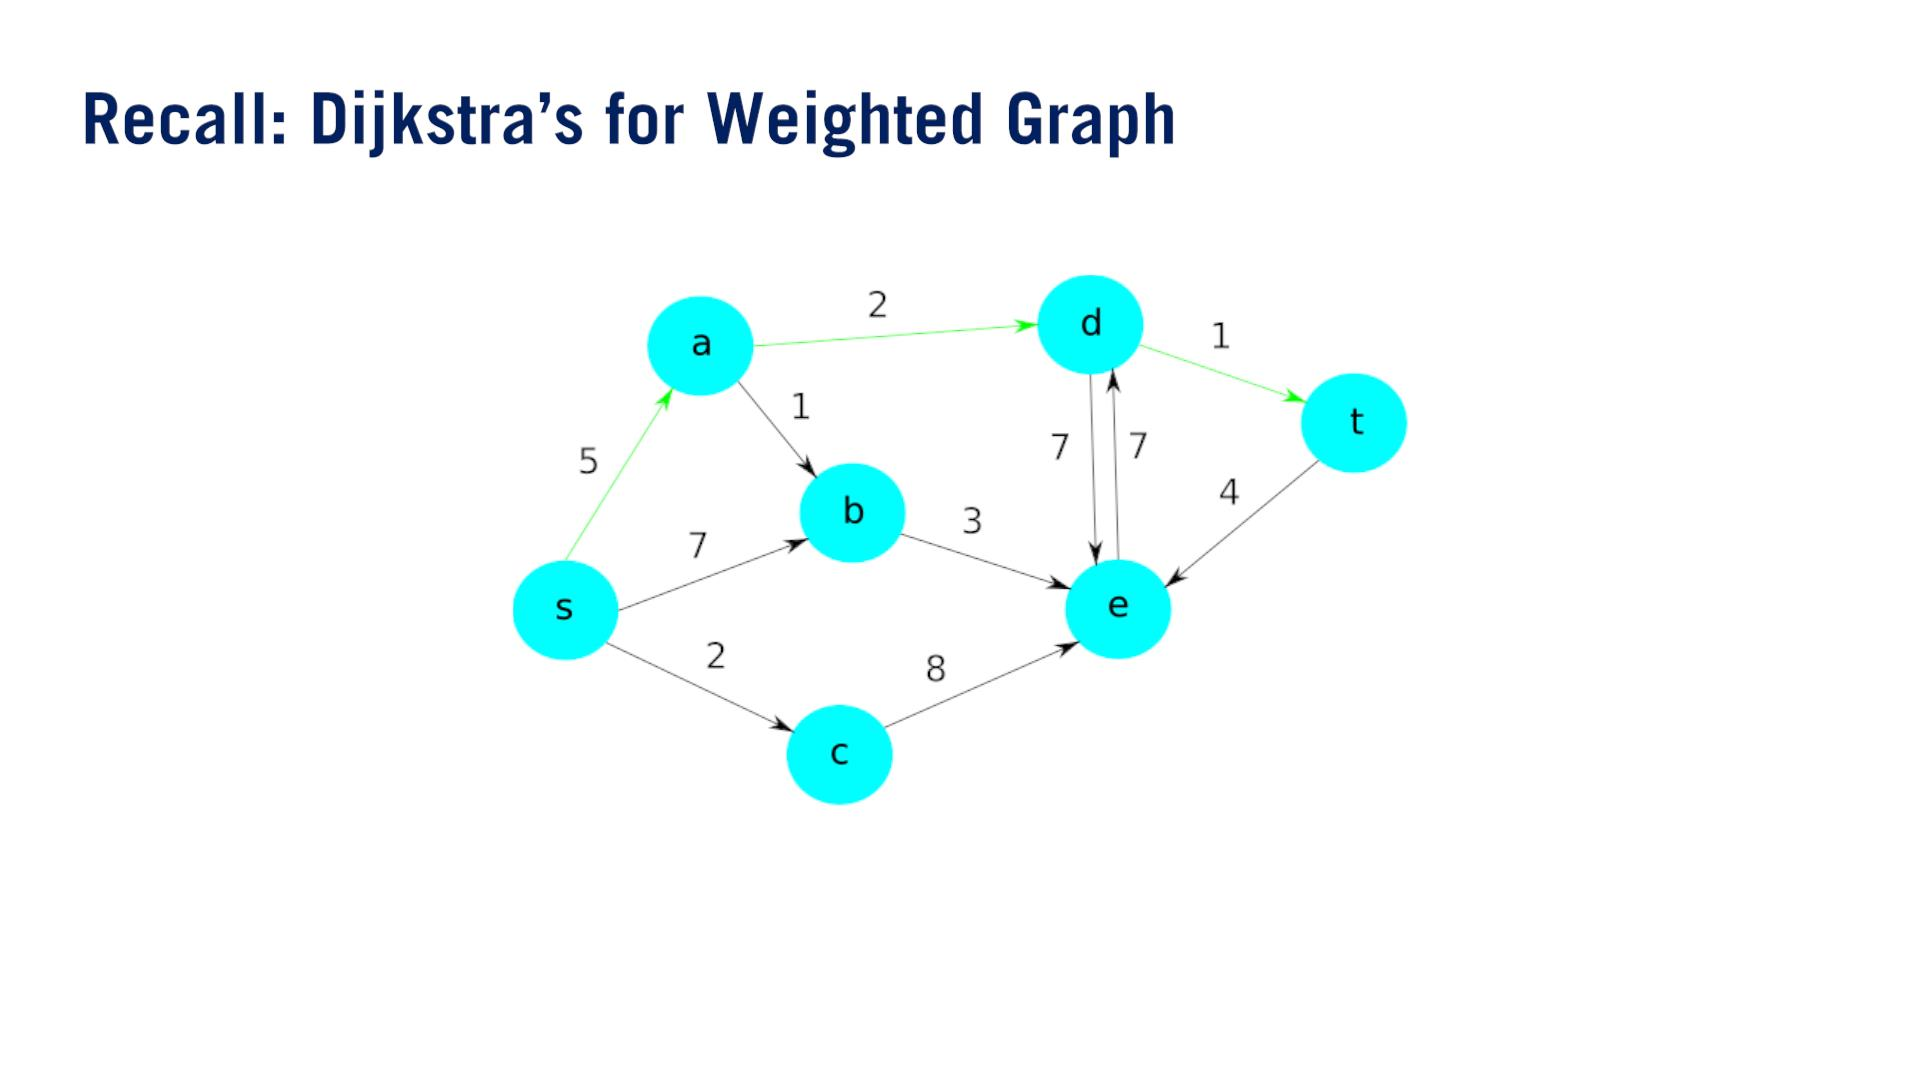 Recall: Dijkstra’s for Weighted Graph
2
d
1
a
1
t
5
7
7
4
b
3
7
s
e
2
8
c